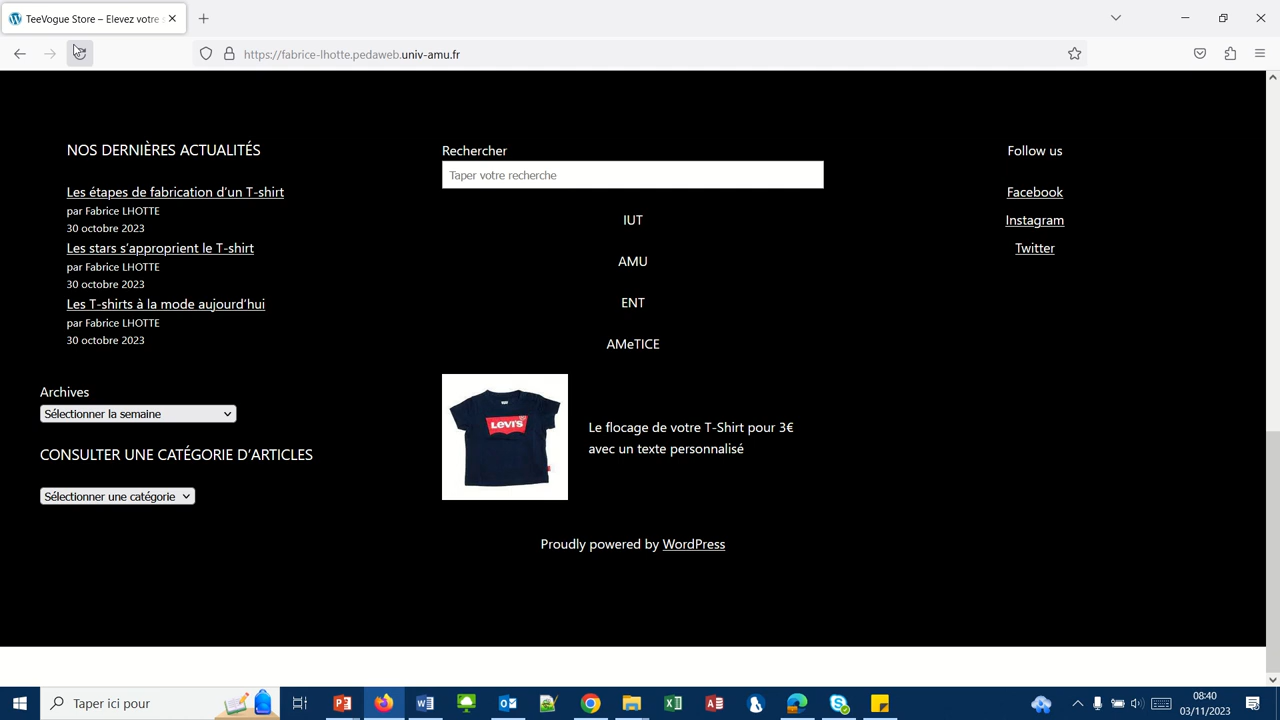 TeeVogue Store – Elevez votre s
https://fabrice-lhotte.pedaweb.univ-amu.fr
NOS DERNIÈRES ACTUALITÉS
Les étapes de fabrication d’un T-shirt
par Fabrice LHOTTE
30 octobre 2023
Les stars s’approprient le T-shirt
par Fabrice LHOTTE
30 octobre 2023
Les T-shirts à la mode aujourd’hui
par Fabrice LHOTTE
30 octobre 2023
Archives
Sélectionner la semaine
CONSULTER UNE CATÉGORIE D’ARTICLES
Sélectionner une catégorie
Rechercher
Taper votre recherche
IUT
AMU
ENT
AMeTICE
LEVI'S
Le flocage de votre T-Shirt pour 3€
avec un texte personnalisé
Proudly powered by WordPress
Follow us
Facebook
Instagram
Twitter
Taper ici pour
08:40
03/11/2023